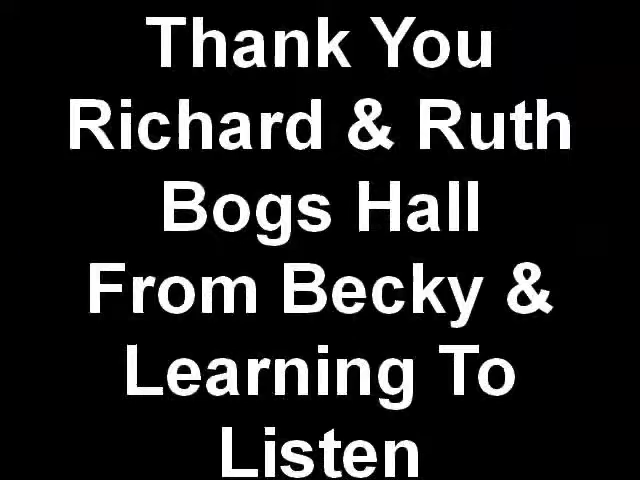 Thank You
Richard & Ruth
Bogs Hall
From Becky &
Learning To
Listen